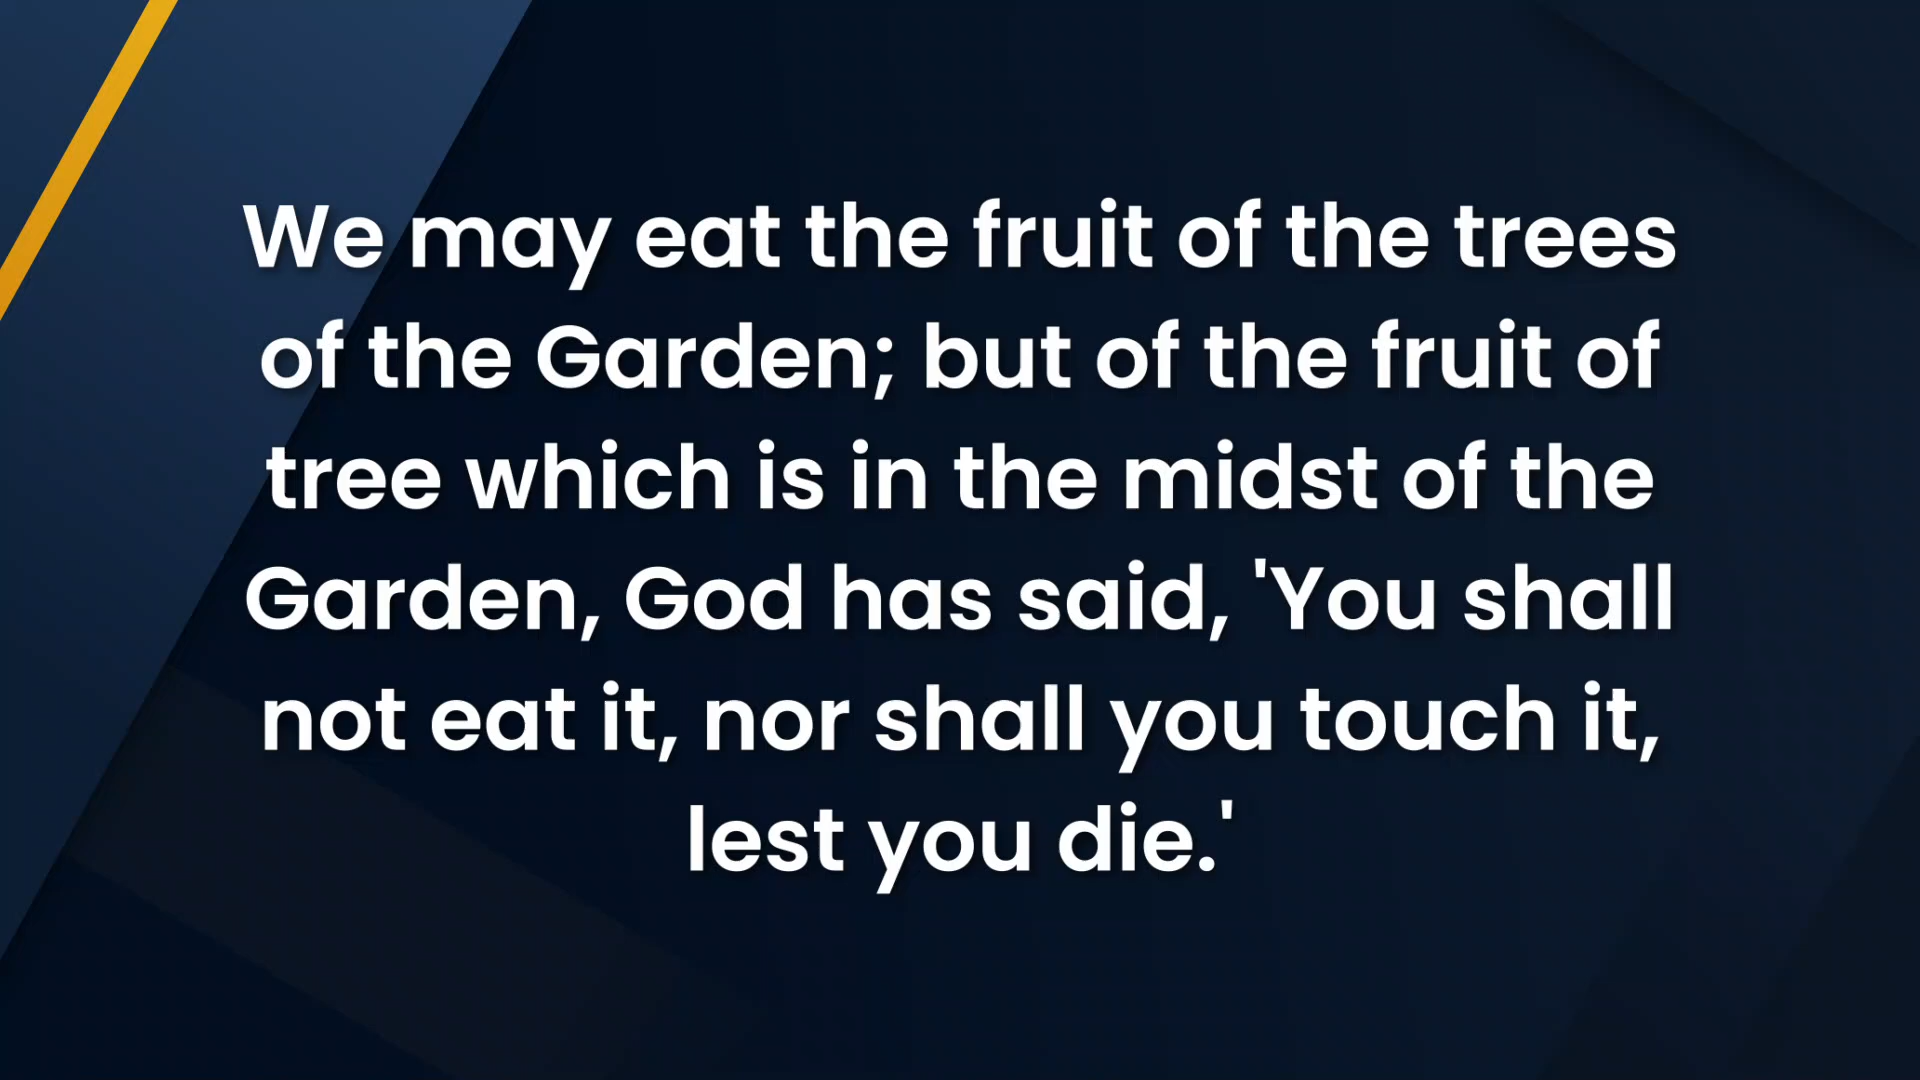 We may eat the fruit of the trees
of the Garden; but of the fruit of
tree which is in the midst of the
Garden, God has said, 'You shall
not eat it, nor shall you touch it,
lest you die.'